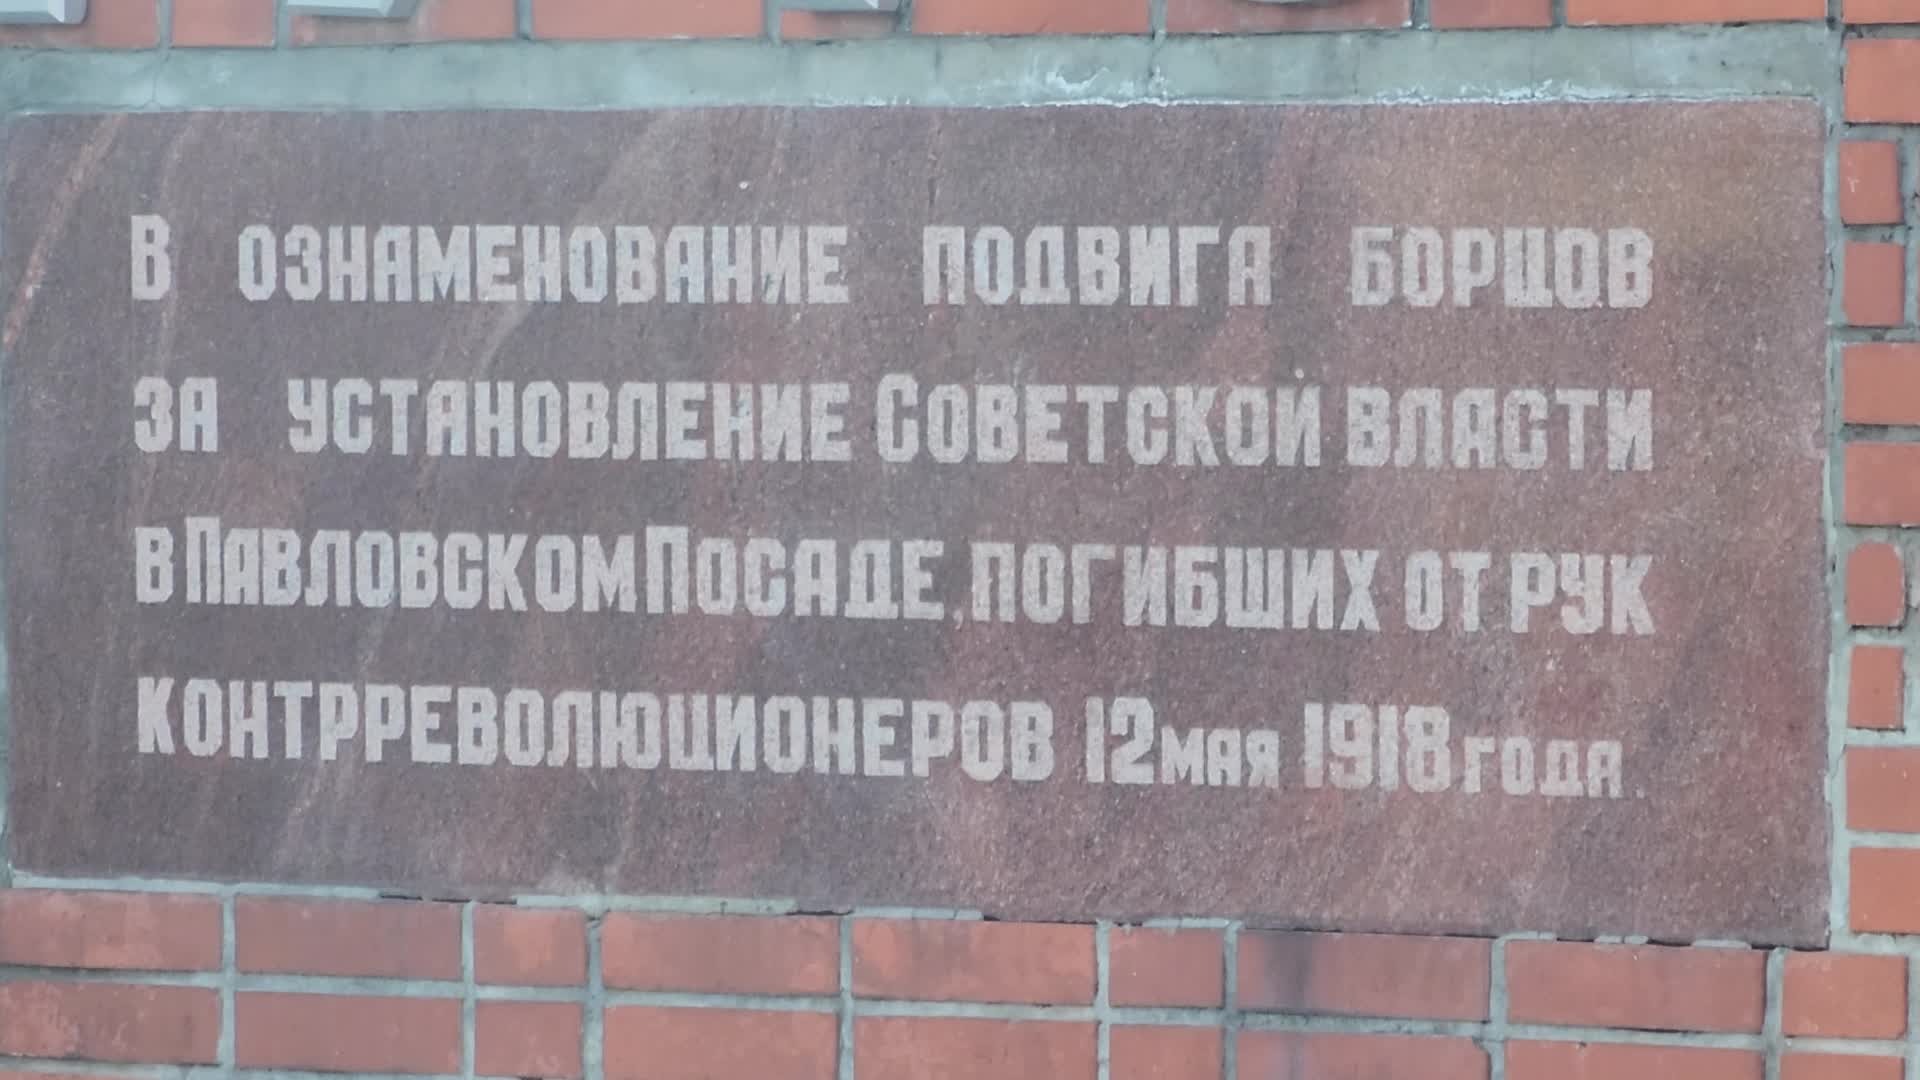 В ОЗНАМЕНОВАНИЕ ПОДВИГА БОРЦОВ
ЗА УСТАНОВЛЕНИЕ СОВЕТСКОЙ ВЛАСТИ
В ПАВЛОВСКОМ ПОСАДЕ, ПОГИБШИХ ОТ РУК
КОНТРРЕВОЛЮЦИОНЕРОВ 12 МАЯ 1918 ГОДА.